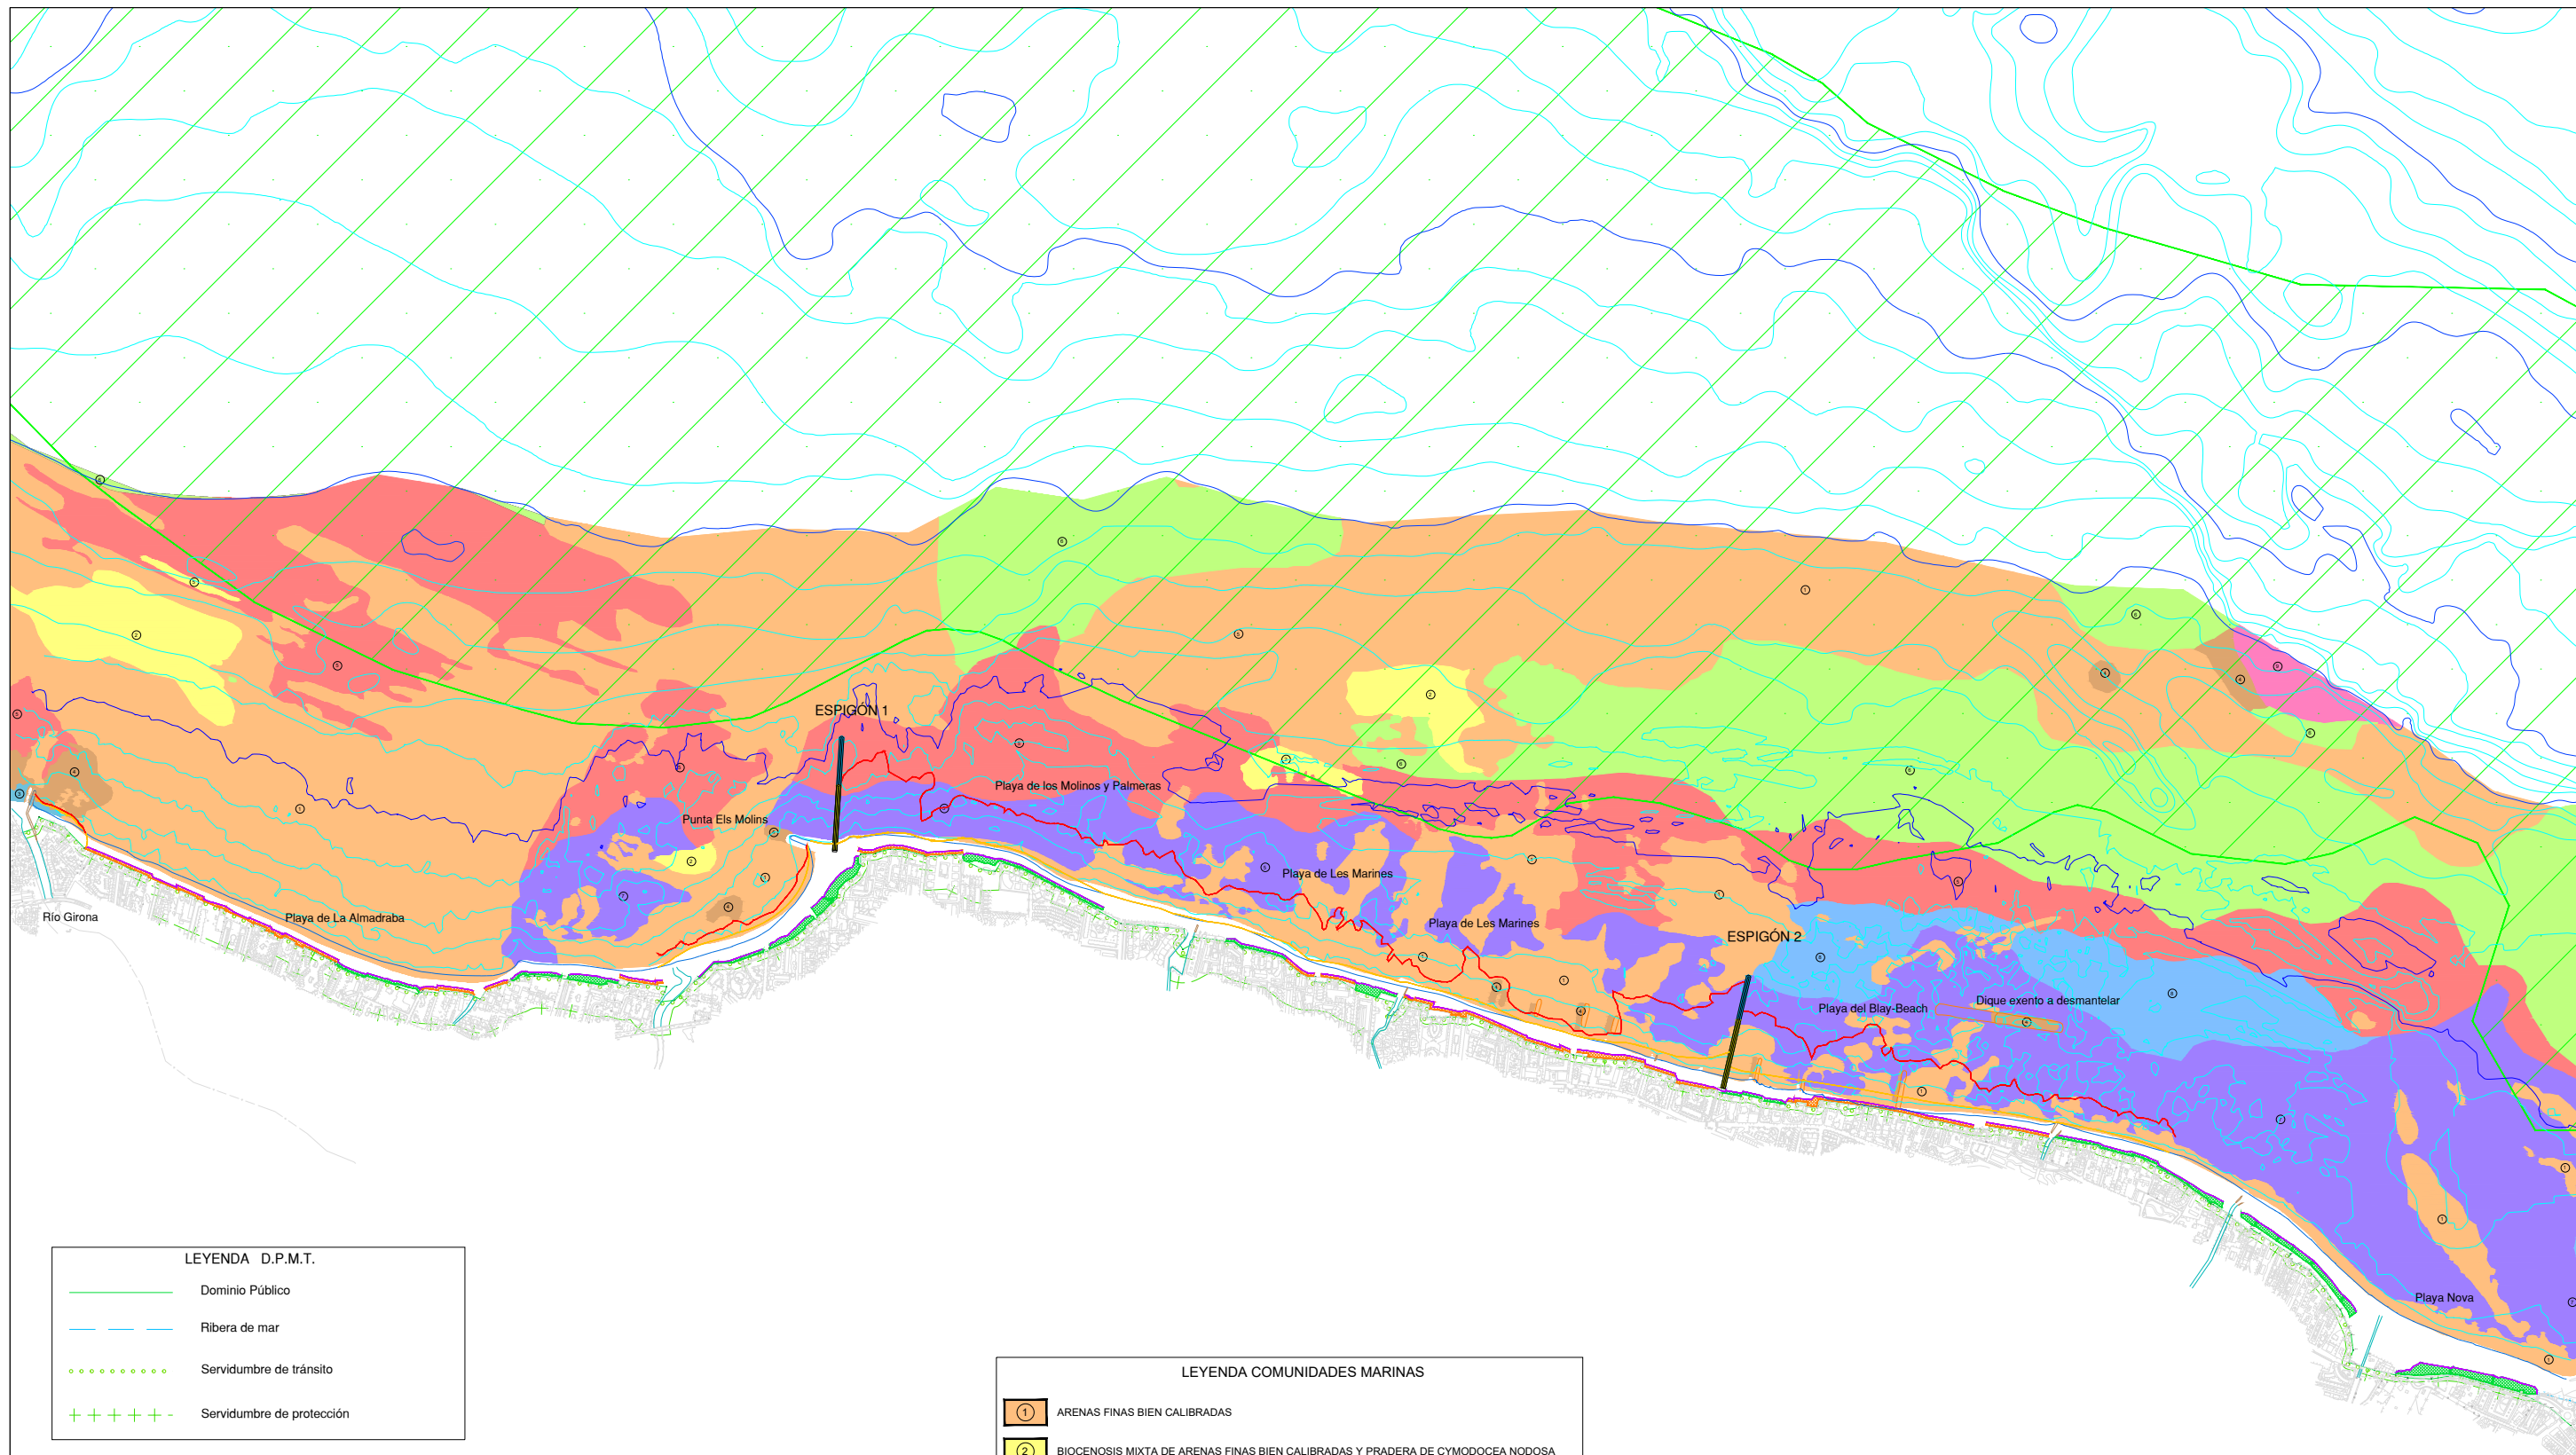 ESPIGÓN 1
Playa de los Molinos y Palmeras
Punta Els Molins
Playa de Les Marines
Río Girona
Playa de La Almadraba
Playa de Les Marines
ESPIGÓN 2
Playa del Blay-Beach
Dique exento a desmantelar
Playa Nova
LEYENDA D.P.M.T.
Dominio Público
Ribera de mar
Servidumbre de tránsito
Servidumbre de protección
LEYENDA COMUNIDADES MARINAS
1 ARENAS FINAS BIEN CALIBRADAS
2 BIOCENOSIS MIXTA DE ARENAS FINAS BIEN CALIBRADAS Y PRADERA DE CYMODOCEA NODOSA